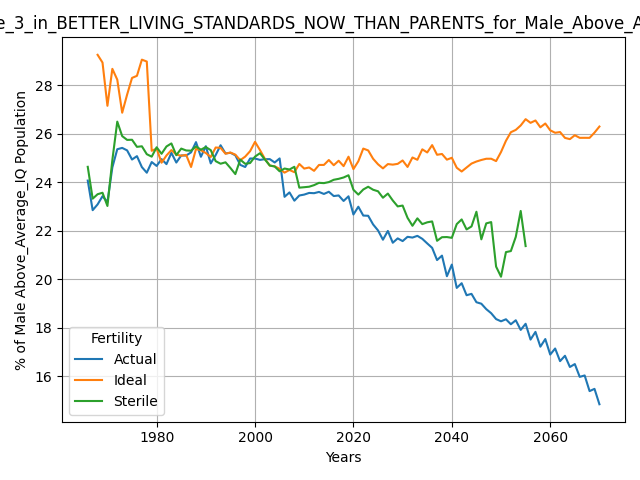 e_3_in_BETTER_LIVING_STANDARDS_NOW_THAN_PARENTS_for_Male_Above_A
% of Male Above_Average_IQ Population
28
26
24
22
20
18
16
Fertility
Actual
Ideal
Sterile
1980 2000 2020 2040 2060
Years